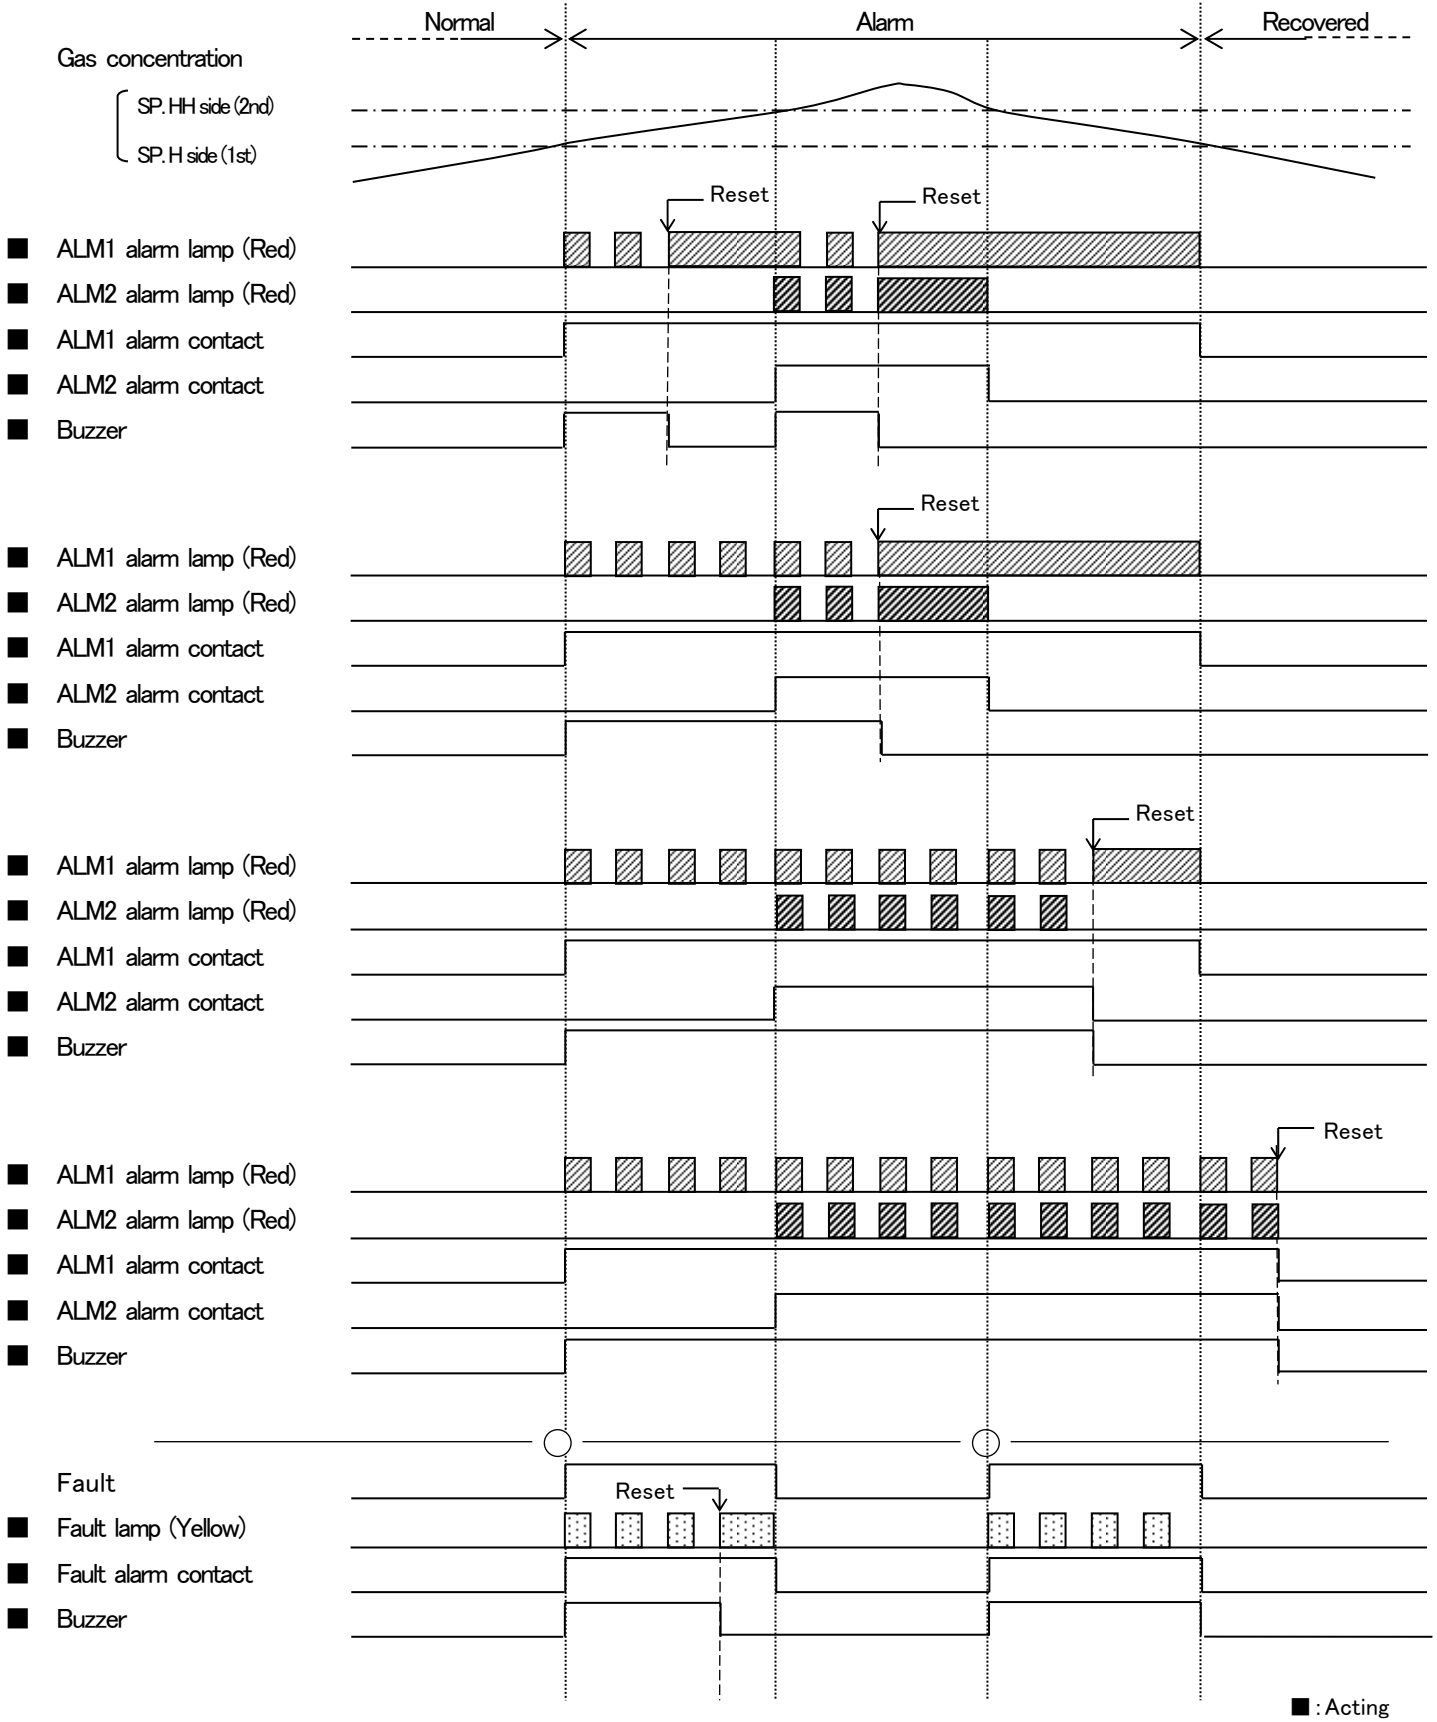 Normal Alarm Recovered
Gas concentration
SP. HH side (2nd)
SP. H side (1st)
Reset Reset
■ ALM1 alarm lamp (Red)
■ ALM2 alarm lamp (Red)
■ ALM1 alarm contact
■ ALM2 alarm contact
■ Buzzer
Reset
■ ALM1 alarm lamp (Red)
■ ALM2 alarm lamp (Red)
■ ALM1 alarm contact
■ ALM2 alarm contact
■ Buzzer
Reset
■ ALM1 alarm lamp (Red)
■ ALM2 alarm lamp (Red)
■ ALM1 alarm contact
■ ALM2 alarm contact
■ Buzzer
Reset
■ ALM1 alarm lamp (Red)
■ ALM2 alarm lamp (Red)
■ ALM1 alarm contact
■ ALM2 alarm contact
■ Buzzer
Fault
Reset
■ Fault lamp (Yellow)
■ Fault alarm contact
■ Buzzer
■ : Acting